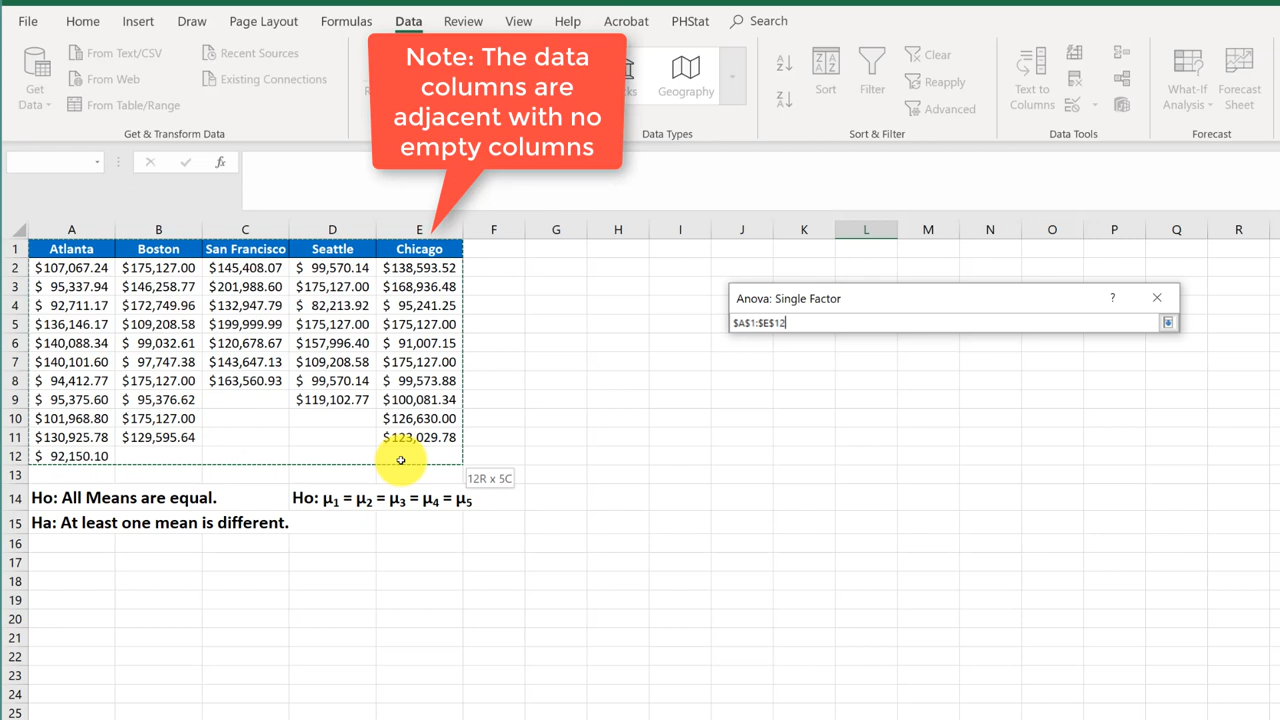 File Home Insert Draw Page Layout Formulas Data Review View Help Acrobat PHStat Search
Get Data
From Text/CSV
From Web
From Table/Range
Recent Sources
Existing Connections
Get & Transform Data
Note: The data
columns are
adjacent with no
empty columns
Geography
Data Types
Sort
Filter
Clear
Reapply
Advanced
Sort & Filter
Text to
Columns
Data Tools
What-If
Analysis
Forecast
Sheet
Forecast
fx
A B C D E F G H I J K L M N O P Q R
1 Atlanta Boston San Francisco Seattle Chicago
2 $107,067.24 $175,127.00 $145,408.07 $ 99,570.14 $138,593.52
3 $ 95,337.94 $146,258.77 $201,988.60 $175,127.00 $168,936.48
4 $ 92,711.17 $172,749.96 $132,947.79 $ 82,213.92 $ 95,241.25
5 $136,146.17 $109,208.58 $199,999.99 $175,127.00 $175,127.00
6 $140,088.34 $ 99,032.61 $120,678.67 $157,996.40 $ 91,007.15
7 $140,101.60 $ 97,747.38 $143,647.13 $109,208.58 $175,127.00
8 $ 94,412.77 $175,127.00 $163,560.93 $ 99,570.14 $ 99,573.88
9 $ 95,375.60 $ 95,376.62 $119,102.77 $100,081.34
10 $101,968.80 $175,127.00 $126,630.00
11 $130,925.78 $129,595.64 $123,029.78
12 $ 92,150.10
13
12R x 5C
14 Ho: All Means are equal. Ho: μ₁ = μ₂ = μ₃ = μ₄ = μ₅
15 Ha: At least one mean is different.
16
17
18
19
20
21
22
23
24
25
Anova: Single Factor ?
$A$1:$E$12